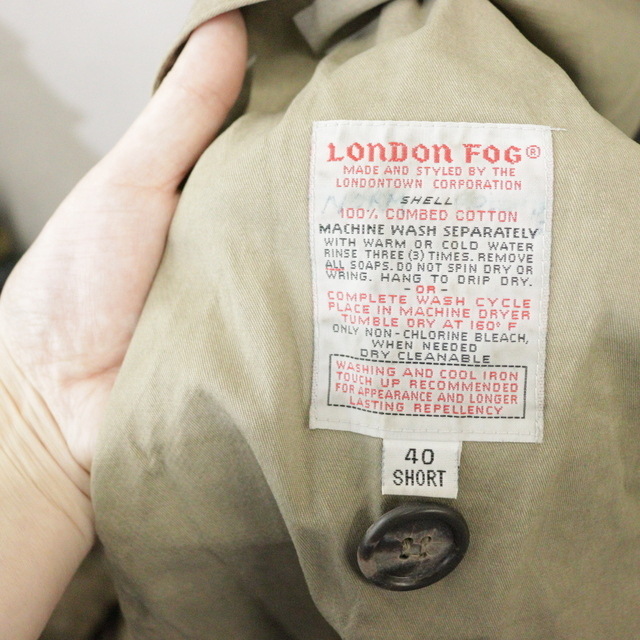 LONDON FOG®
MADE AND STYLED BY THE
LONDONTOWN CORPORATION
SHELL
100% COMBED COTTON
MACHINE WASH SEPARATELY
WITH WARM OR COLD WATER
RINSE THREE (3) TIMES. REMOVE
ALL SOAPS. DO NOT SPIN DRY OR
WRING. HANG TO DRIP DRY.
- OR -
COMPLETE WASH CYCLE
PLACE IN MACHINE DRYER
TUMBLE DRY AT 160° F
ONLY NON-CHLORINE BLEACH,
WHEN NEEDED
DRY CLEANABLE
WASHING AND COOL IRON
TOUCH UP RECOMMENDED
FOR APPEARANCE AND LONGER
LASTING REPELLENCY
40
SHORT